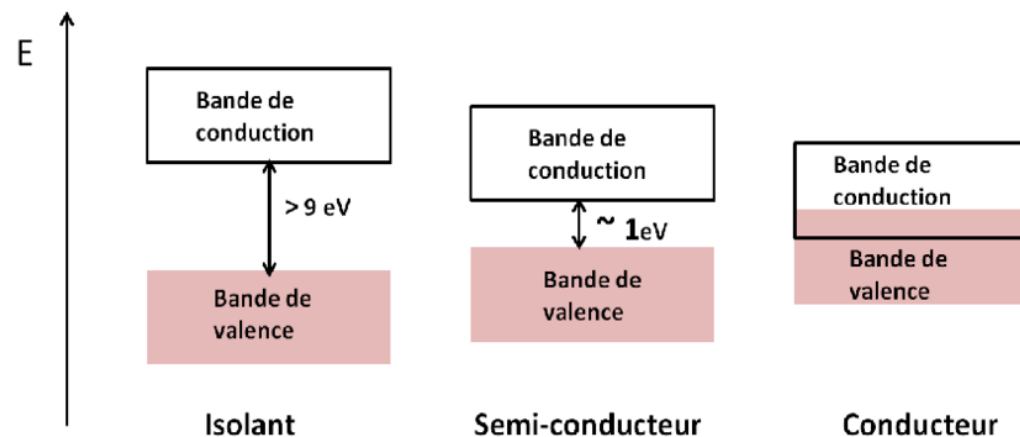 E
Bande de
conduction
> 9 eV
Bande de
valence
Isolant
Bande de
conduction
~ 1eV
Bande de
valence
Semi-conducteur
Bande de
conduction
Bande de
valence
Conducteur